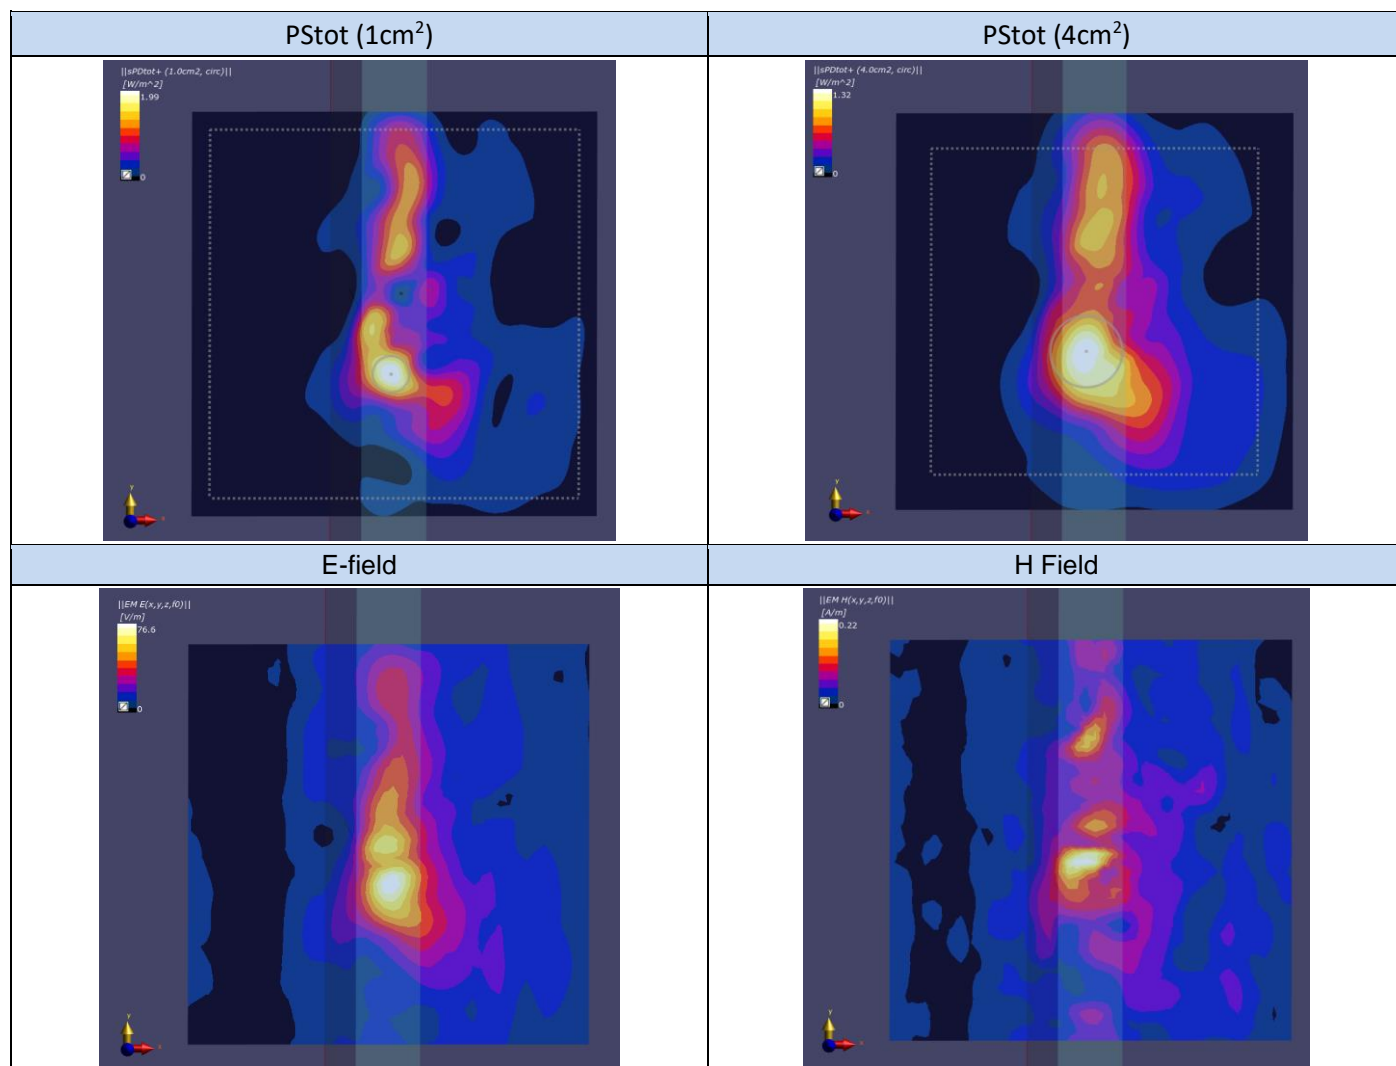 PStot (1cm²)
PStot (4cm²)
||sPDtot+ (1.0cm2, circ)||
[W/m^2]
1.99
0
y
x
||sPDtot+ (4.0cm2, circ)||
[W/m^2]
1.32
0
y
x
E-field
H Field
||EM E(x,y,z,f0)||
[V/m]
76.6
0
y
x
||EM H(x,y,z,f0)||
[A/m]
0.22
0
y
x